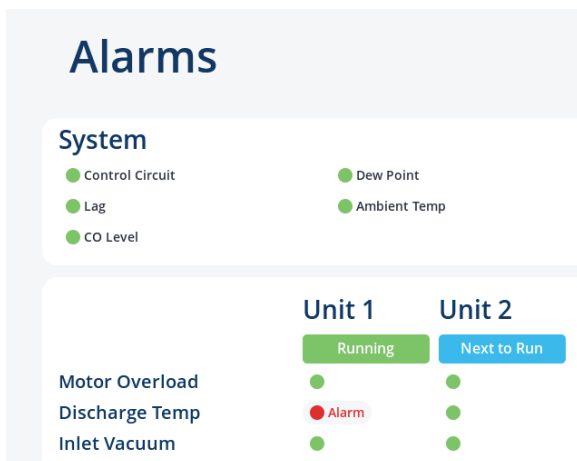 Alarms
System
Control Circuit Dew Point
Lag Ambient Temp
CO Level
Unit 1 Unit 2
Running Next to Run
Motor Overload
Discharge Temp Alarm
Inlet Vacuum